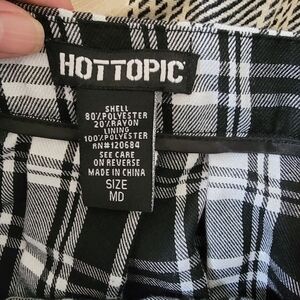 HOTTOPIC
SHELL
80%POLYESTER
20%RAYON
LINING
100%POLYESTER
RN#120684
SEE CARE
ON REVERSE
MADE IN CHINA
SIZE
MD